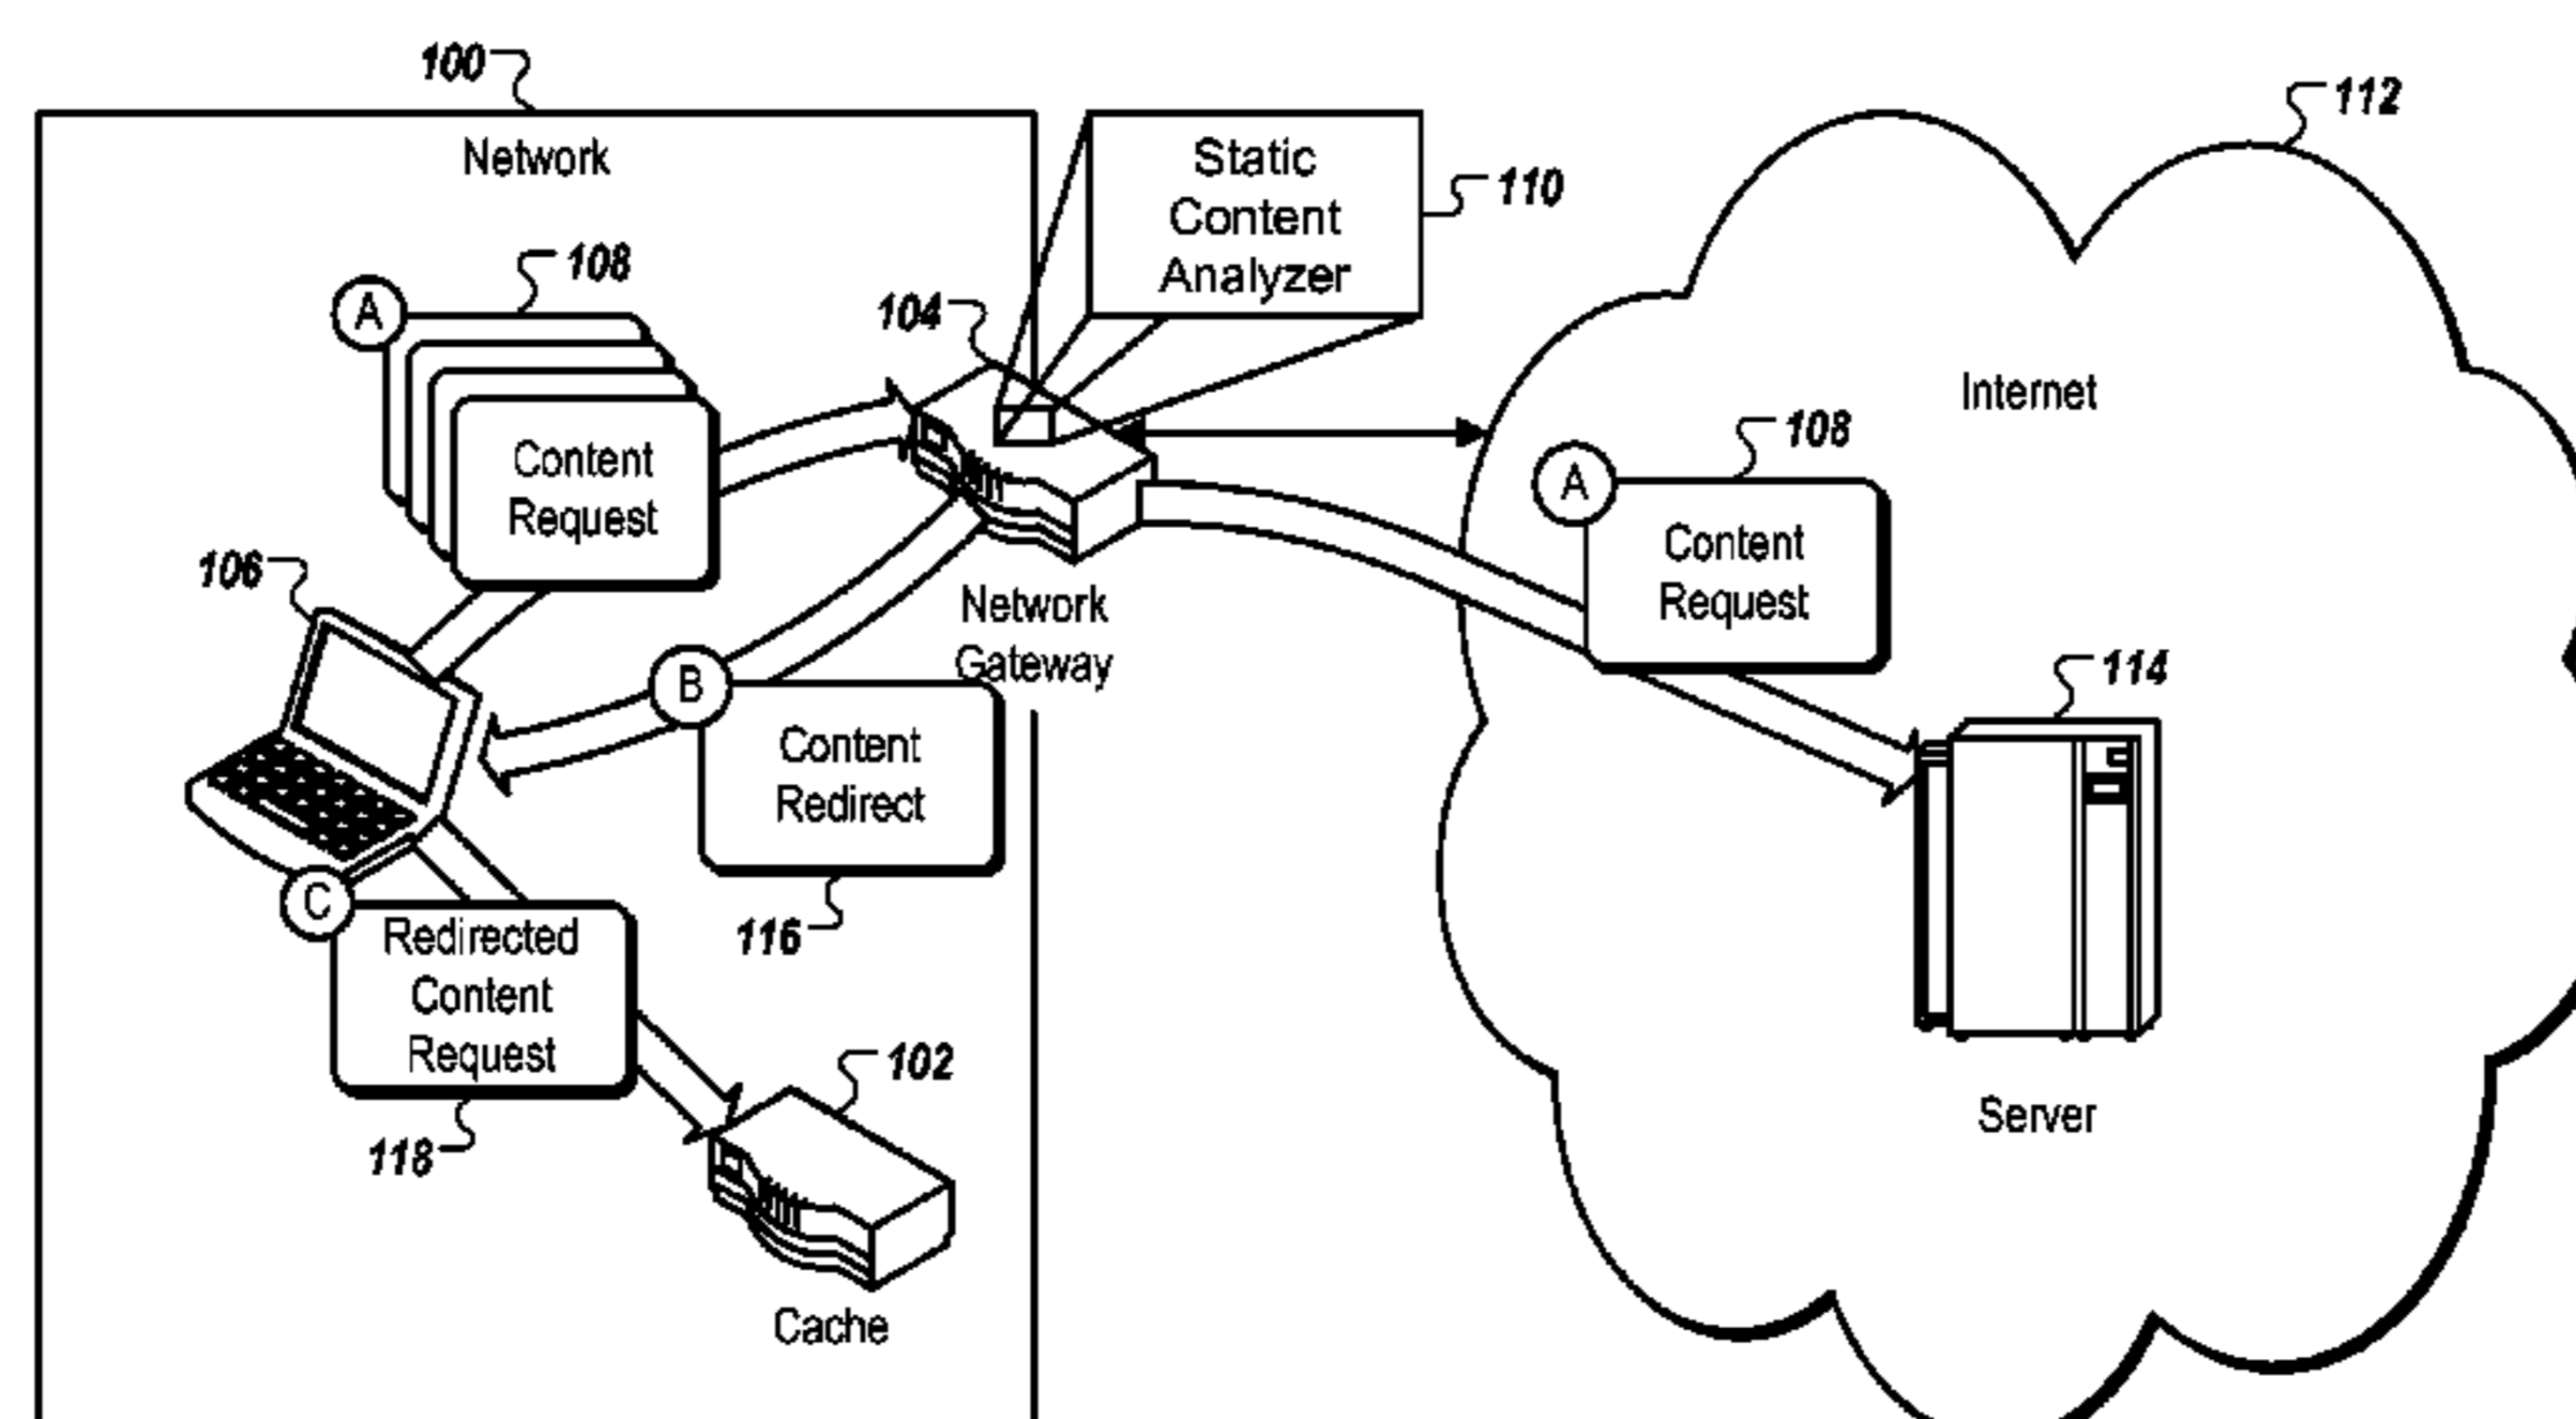 100
Network
112
Static
Content
Analyzer
110
108
A
104
Content
Request
Internet
108
A
Content
Request
106
Network
Gateway
B
Content
Redirect
114
C
Redirected
Content
Request
116
118
102
Server
Cache